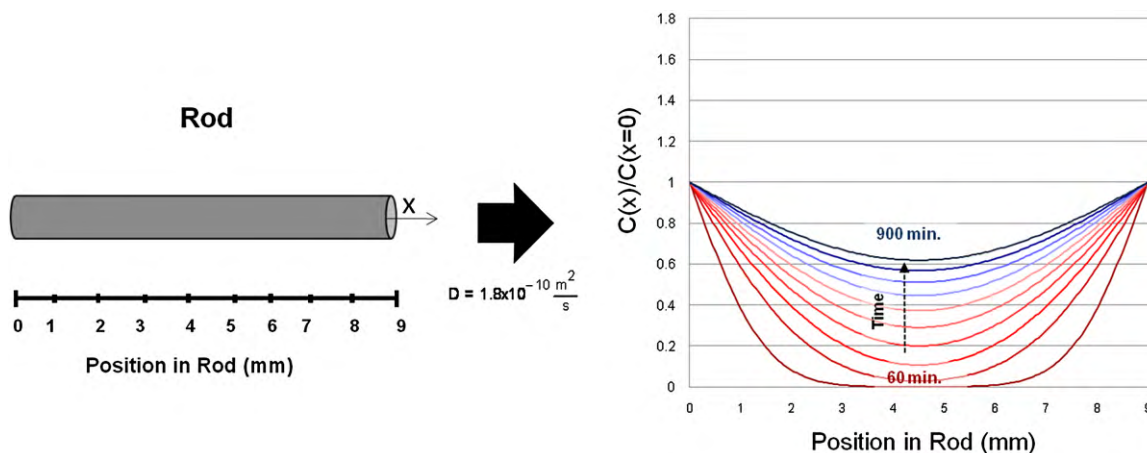 Rod
X
0 1 2 3 4 5 6 7 8 9
Position in Rod (mm)
D = 1.8x10⁻¹⁰ m²/s
C(x)/C(x=0)
1.8
1.6
1.4
1.2
1
0.8
0.6
0.4
0.2
0
900 min.
Time
60 min.
0 1 2 3 4 5 6 7 8 9
Position in Rod (mm)